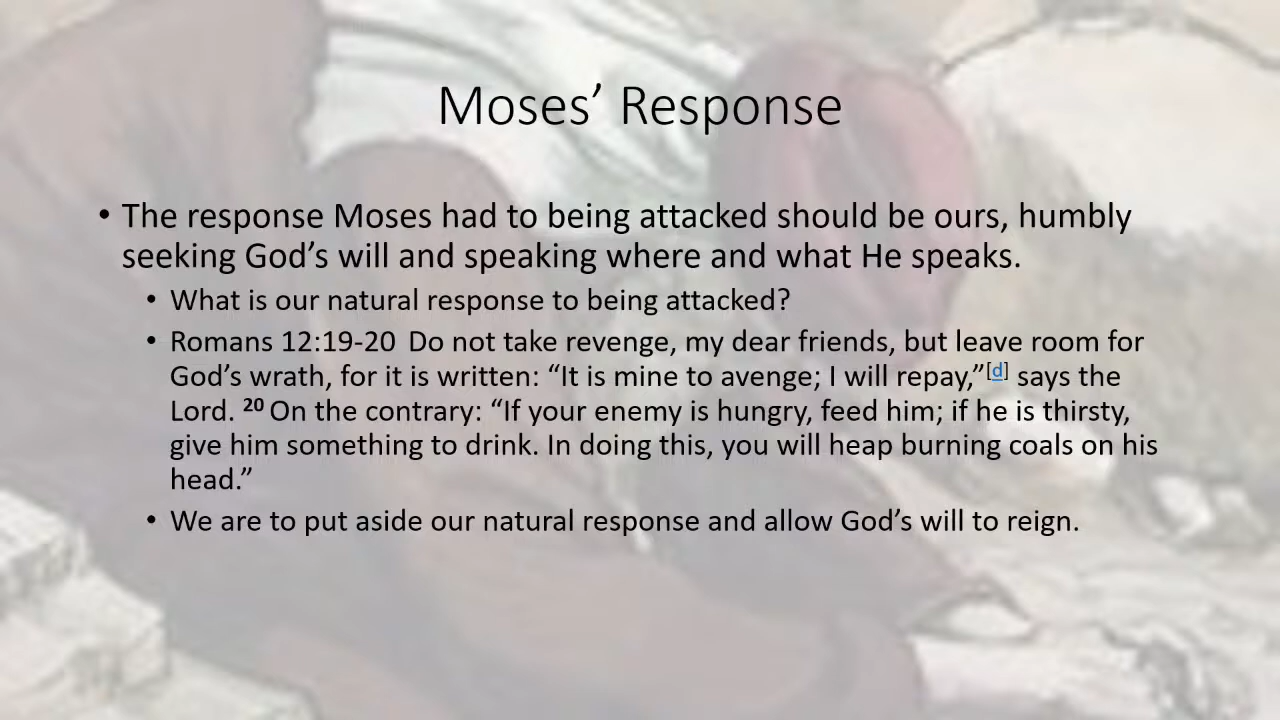 Moses’ Response
• The response Moses had to being attacked should be ours, humbly
seeking God’s will and speaking where and what He speaks.
• What is our natural response to being attacked?
• Romans 12:19-20  Do not take revenge, my dear friends, but leave room for
God’s wrath, for it is written: “It is mine to avenge; I will repay,”[d] says the
Lord. 20 On the contrary: “If your enemy is hungry, feed him; if he is thirsty,
give him something to drink. In doing this, you will heap burning coals on his
head.”
• We are to put aside our natural response and allow God’s will to reign.